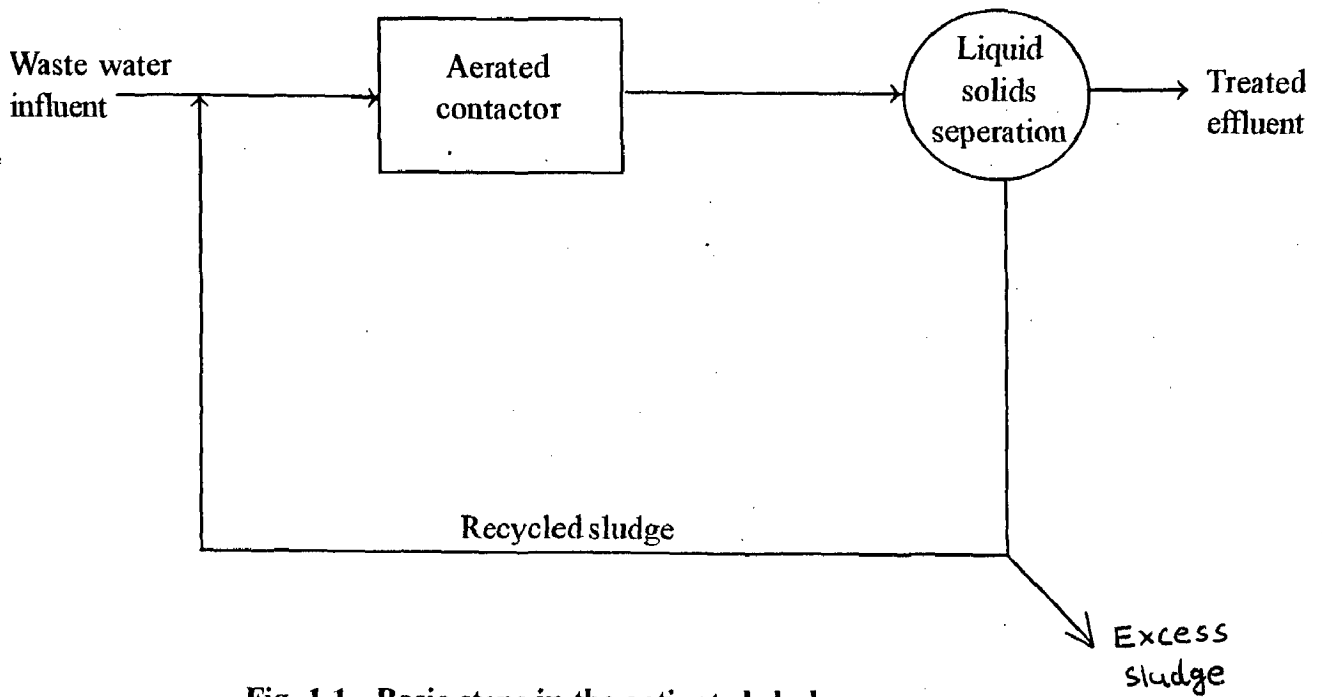 Waste water
influent
Aerated
contactor
Liquid
solids
seperation
Treated
effluent
Recycled sludge
Excess
sludge
Fig. 1.1 Basic steps in the activated sludge